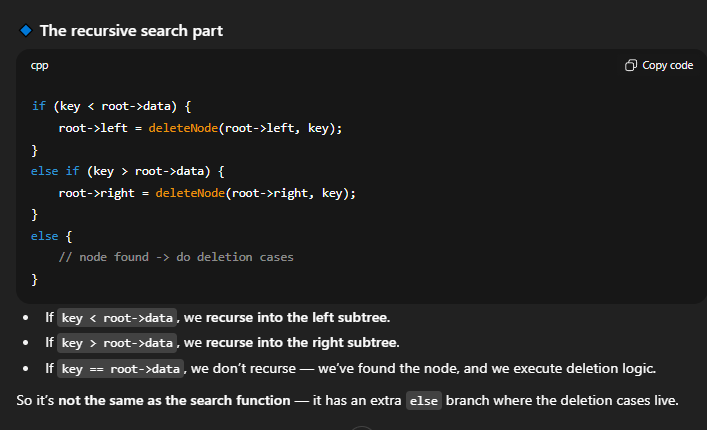 The recursive search part
cpp
Copy code
if (key < root->data) {
    root->left = deleteNode(root->left, key);
}
else if (key > root->data) {
    root->right = deleteNode(root->right, key);
}
else {
    // node found -> do deletion cases
}
• If key < root->data, we recurse into the left subtree.
• If key > root->data, we recurse into the right subtree.
• If key == root->data, we don't recurse — we've found the node, and we execute deletion logic.
So it's not the same as the search function — it has an extra else branch where the deletion cases live.